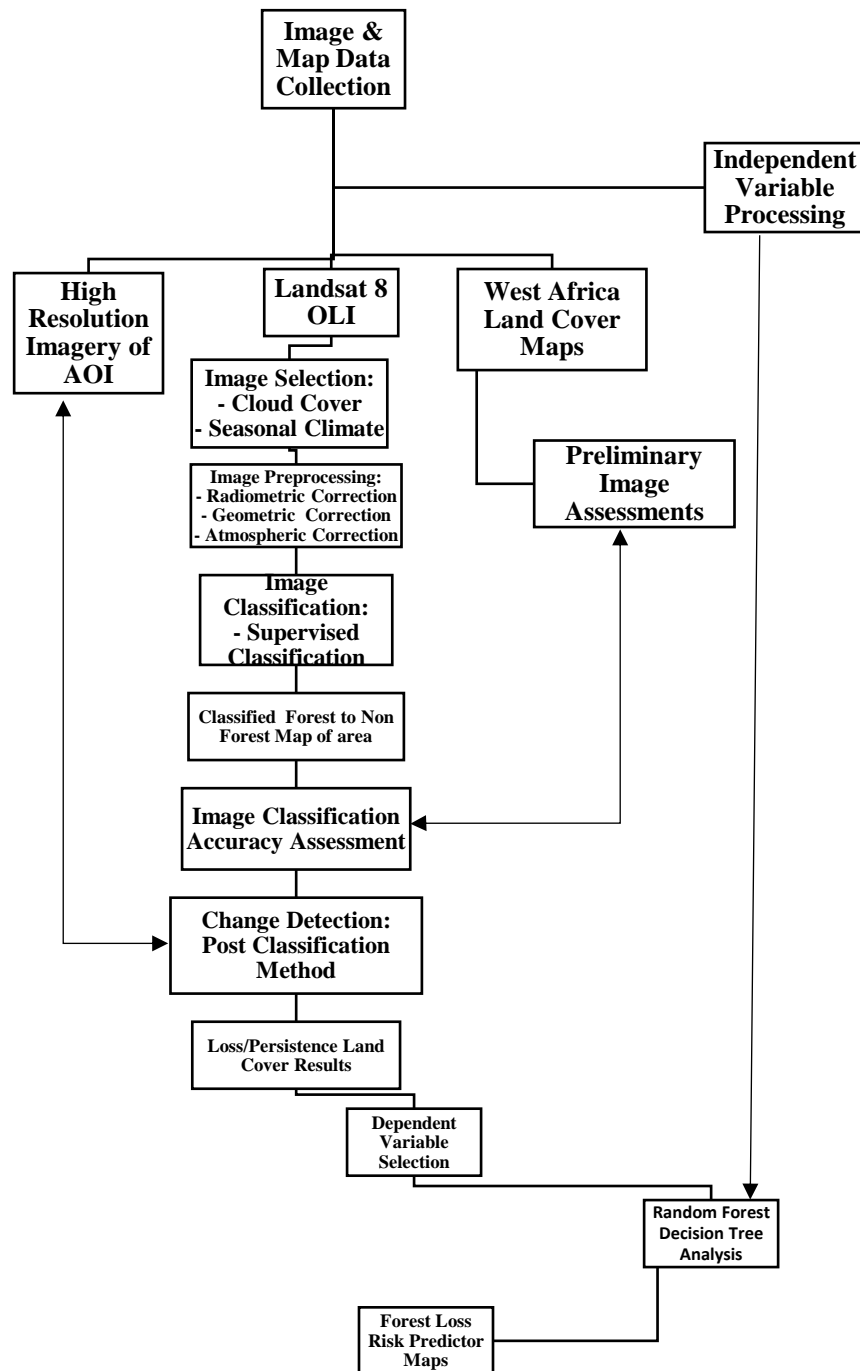 Image &
Map Data
Collection
Independent
Variable
Processing
High
Resolution
Imagery of
AOI
Landsat 8
OLI
West Africa
Land Cover
Maps
Image Selection:
- Cloud Cover
- Seasonal Climate
Preliminary
Image
Assessments
Image Preprocessing:
- Radiometric Correction
- Geometric Correction
- Atmospheric Correction
Image
Classification:
- Supervised
Classification
Classified Forest to Non
Forest Map of area
Image Classification
Accuracy Assessment
Change Detection:
Post Classification
Method
Loss/Persistence Land
Cover Results
Dependent
Variable
Selection
Random Forest
Decision Tree
Analysis
Forest Loss
Risk Predictor
Maps